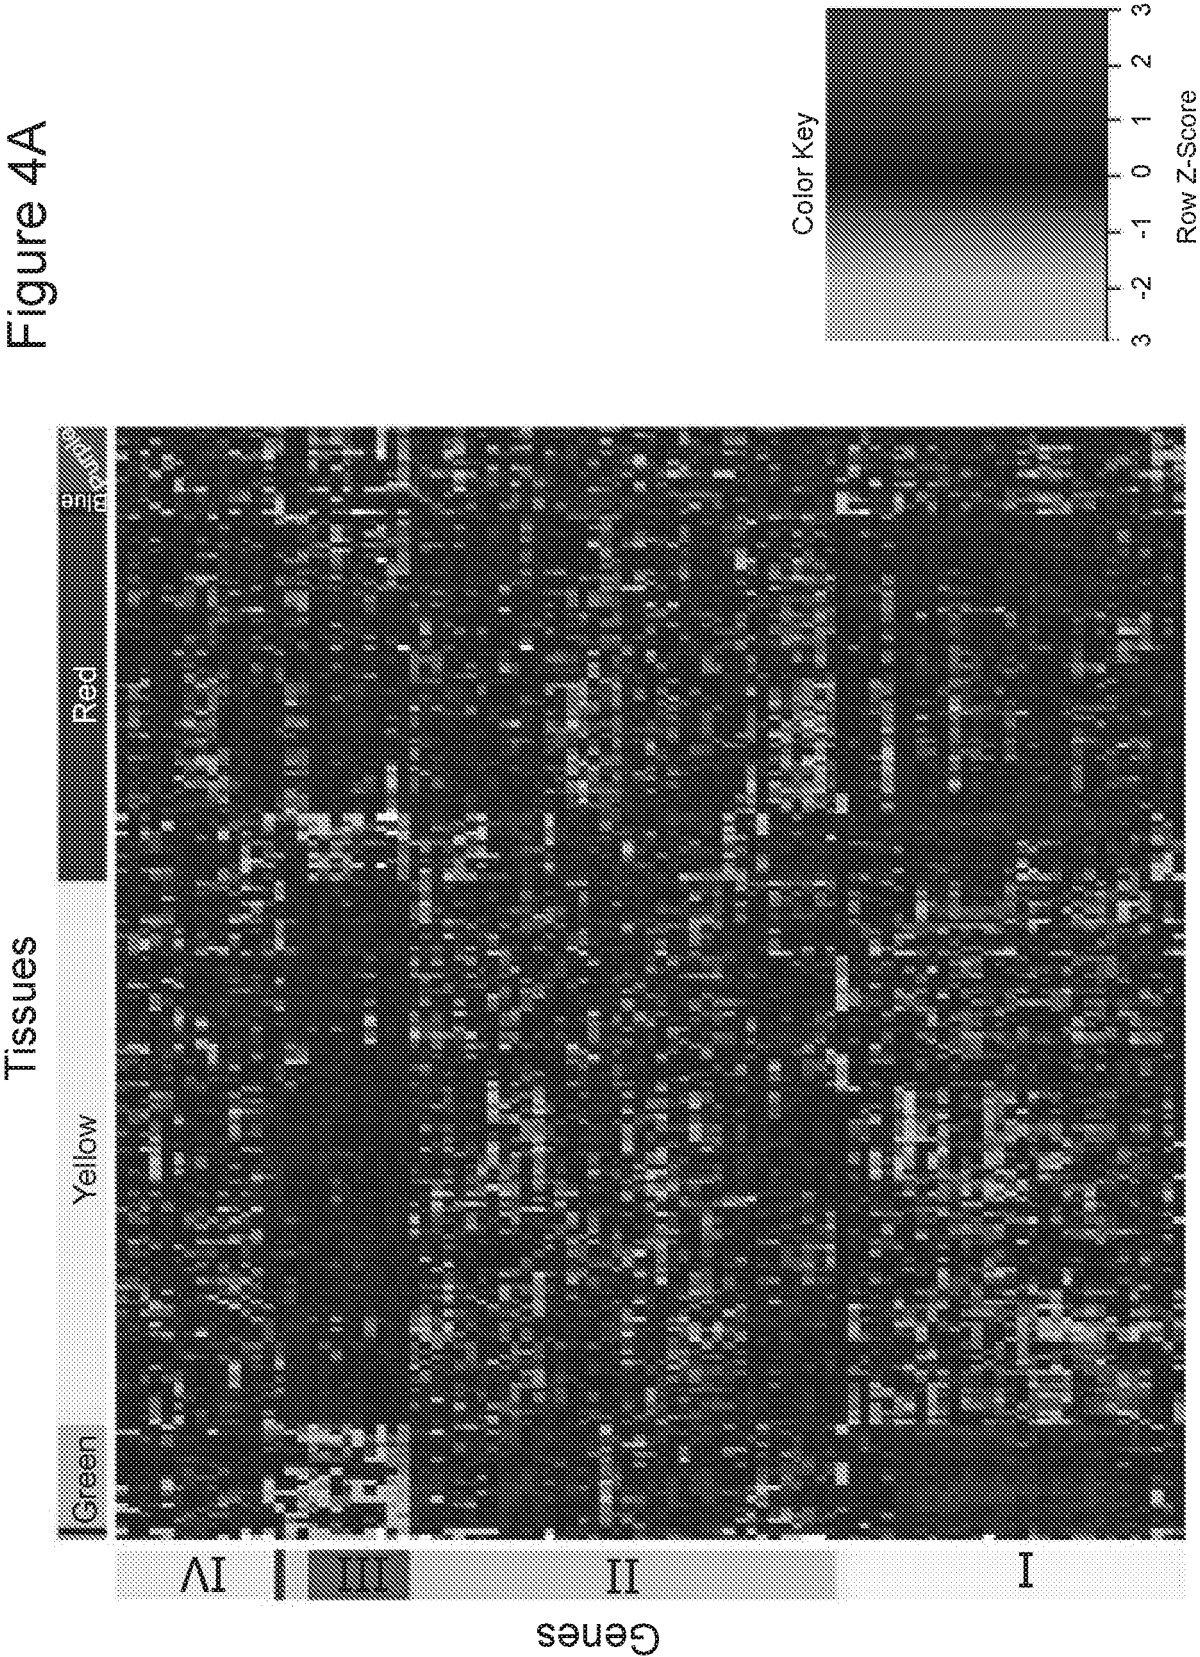 Figure 4A
Tissues
Green
Yellow
Red
Blue
Purple
Genes
IV
III
II
I
Color Key
3
-2
-1
0
1
2
3
Row Z-Score